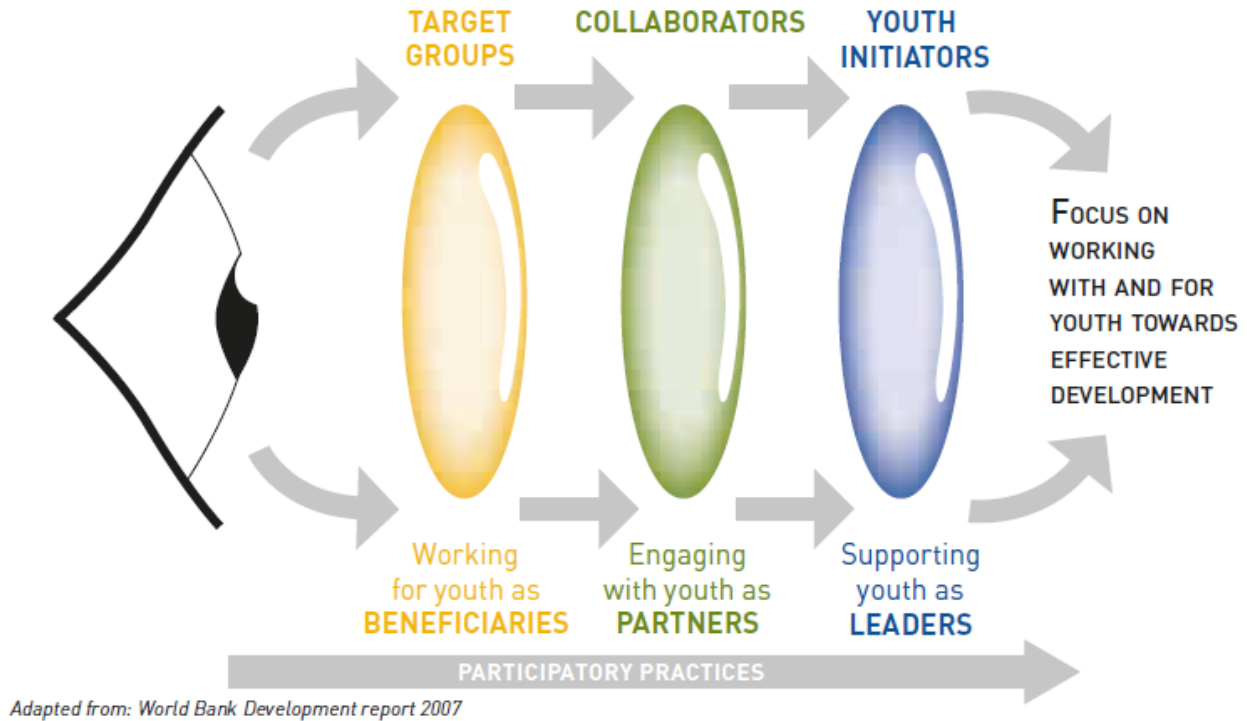 TARGET
GROUPS
COLLABORATORS
YOUTH
INITIATORS
FOCUS ON
WORKING
WITH AND FOR
YOUTH TOWARDS
EFFECTIVE
DEVELOPMENT
Working
for youth as
BENEFICIARIES
Engaging
with youth as
PARTNERS
Supporting
youth as
LEADERS
PARTICIPATORY PRACTICES
Adapted from: World Bank Development report 2007